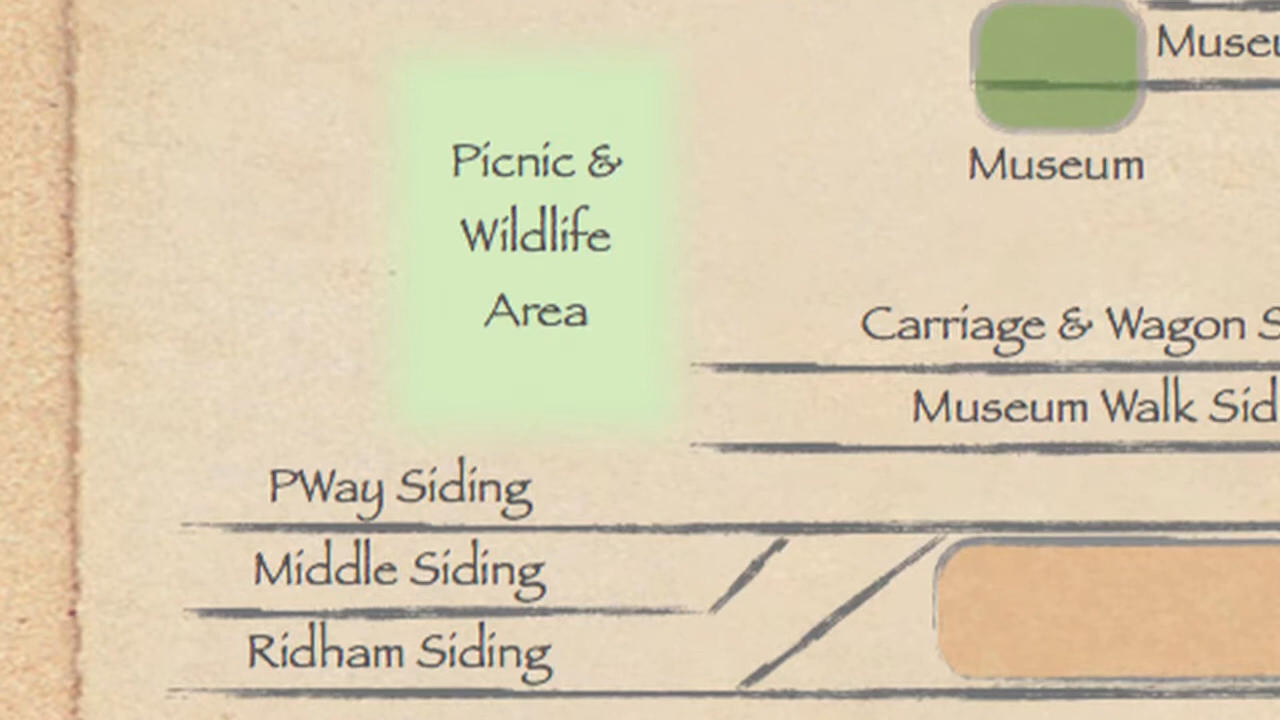 Museu
Museum
Picnic &
Wildlife
Area
Carriage & Wagon S
Museum Walk Sid
PWay Siding
Middle Siding
Ridham Siding